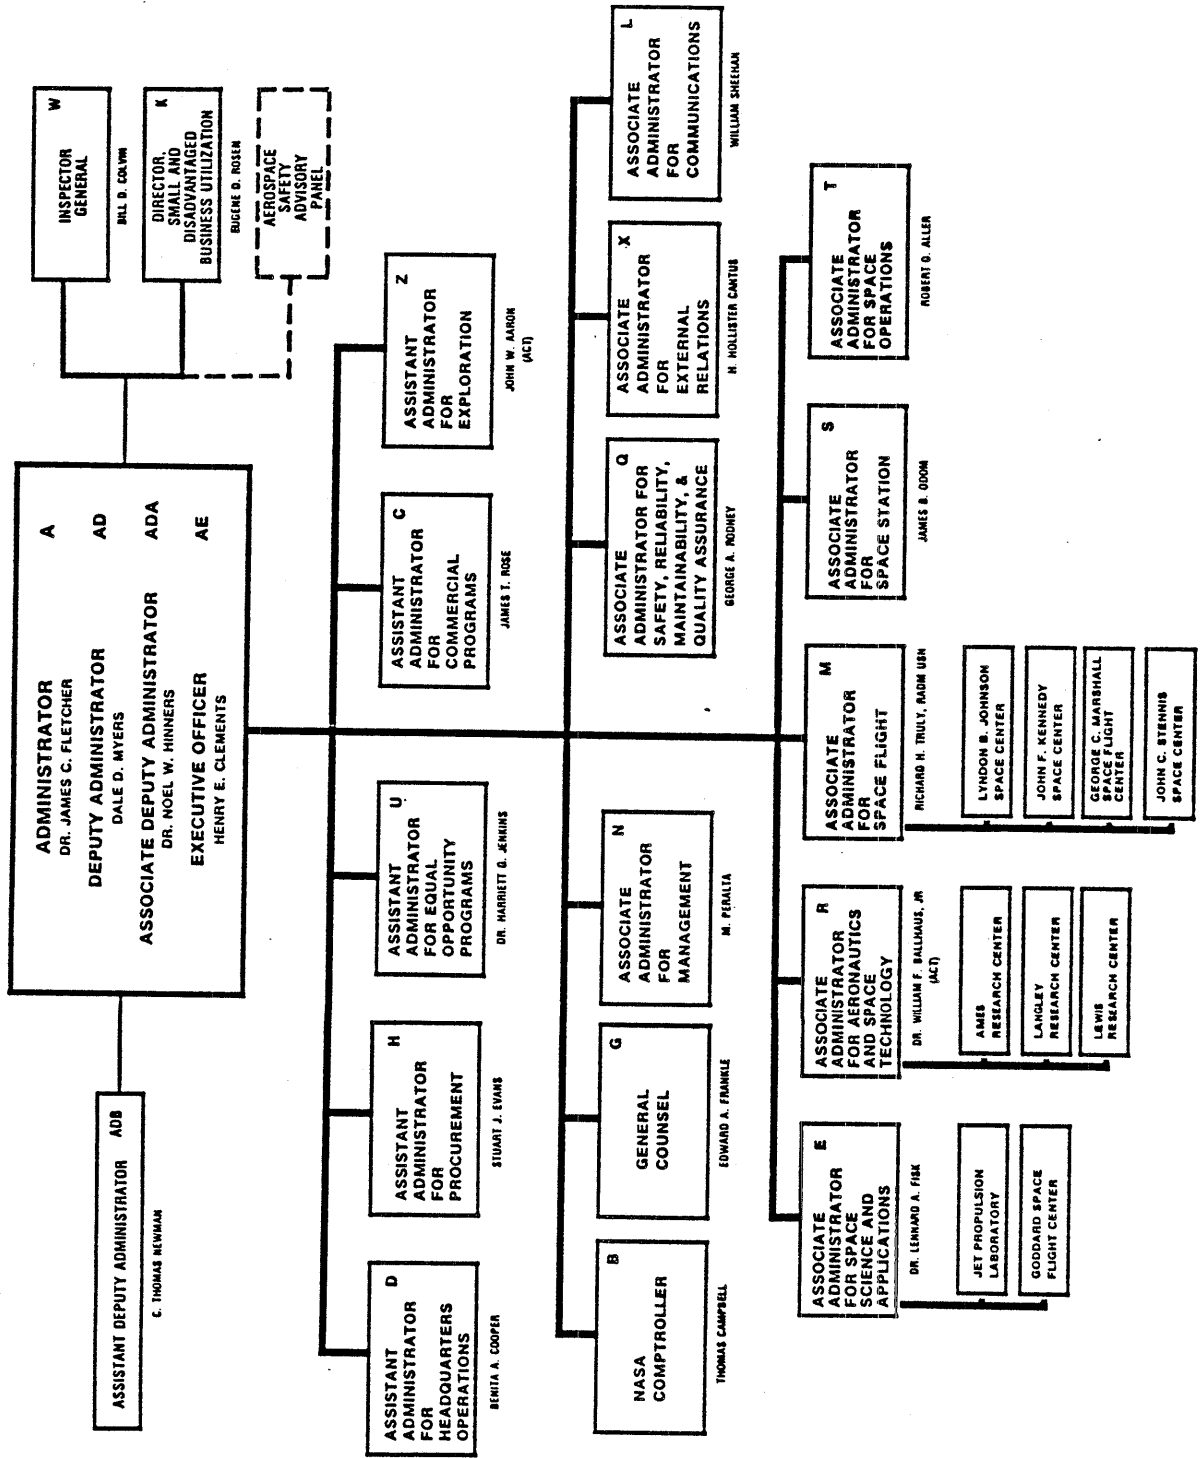 ADMINISTRATOR A
DR. JAMES C. FLETCHER
DEPUTY ADMINISTRATOR AD
DALE D. MYERS
ASSOCIATE DEPUTY ADMINISTRATOR ADA
DR. NOEL W. HINNERS
EXECUTIVE OFFICER AE
HENRY E. CLEMENTS
ASSISTANT DEPUTY ADMINISTRATOR ADB
C. THOMAS NEWMAN
W
INSPECTOR
GENERAL
BILL D. COLVIN
K
DIRECTOR,
SMALL AND
DISADVANTAGED
BUSINESS UTILIZATION
EUGENE D. ROSEN
AEROSPACE
SAFETY
ADVISORY
PANEL
D
ASSISTANT
ADMINISTRATOR
FOR
HEADQUARTERS
OPERATIONS
BENITA A. COOPER
H
ASSISTANT
ADMINISTRATOR
FOR
PROCUREMENT
STUART J. EVANS
U
ASSISTANT
ADMINISTRATOR
FOR EQUAL
OPPORTUNITY
PROGRAMS
DR. HARRIETT G. JENKINS
C
ASSISTANT
ADMINISTRATOR
FOR
COMMERCIAL
PROGRAMS
JAMES T. ROSE
Z
ASSISTANT
ADMINISTRATOR
FOR
EXPLORATION
JOHN W. AARON
(ACT)
B
NASA
COMPTROLLER
THOMAS CAMPBELL
G
GENERAL
COUNSEL
EDWARD A. FRANKLE
N
ASSOCIATE
ADMINISTRATOR
FOR
MANAGEMENT
M. PERALTA
Q
ASSOCIATE
ADMINISTRATOR FOR
SAFETY, RELIABILITY,
MAINTAINABILITY, &
QUALITY ASSURANCE
GEORGE A. RODNEY
X
ASSOCIATE
ADMINISTRATOR
FOR
EXTERNAL
RELATIONS
H. HOLLISTER CANTUS
L
ASSOCIATE
ADMINISTRATOR
FOR
COMMUNICATIONS
WILLIAM SHEEHAN
E
ASSOCIATE
ADMINISTRATOR
FOR SPACE
SCIENCE AND
APPLICATIONS
DR. LENNARD A. FISK
JET PROPULSION
LABORATORY
GODDARD SPACE
FLIGHT CENTER
R
ASSOCIATE
ADMINISTRATOR
FOR AERONAUTICS
AND SPACE
TECHNOLOGY
DR. WILLIAM F. BALLHAUS, JR
(ACT)
AMES
RESEARCH CENTER
LANGLEY
RESEARCH CENTER
LEWIS
RESEARCH CENTER
M
ASSOCIATE
ADMINISTRATOR
FOR
SPACE FLIGHT
RICHARD H. TRULY, RADM USN
LYNDON B. JOHNSON
SPACE CENTER
JOHN F. KENNEDY
SPACE CENTER
GEORGE C. MARSHALL
SPACE FLIGHT
CENTER
JOHN C. STENNIS
SPACE CENTER
S
ASSOCIATE
ADMINISTRATOR
FOR
SPACE STATION
JAMES B. ODOM
T
ASSOCIATE
ADMINISTRATOR
FOR SPACE
OPERATIONS
ROBERT O. ALLER